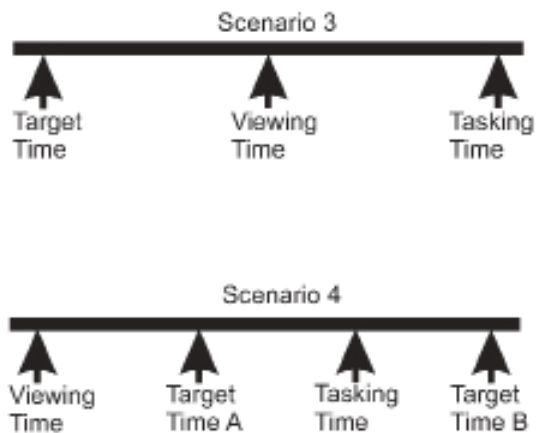 Scenario 3
Target Viewing Tasking
Time Time Time
Scenario 4
Viewing Target Tasking Target
Time Time A Time Time B